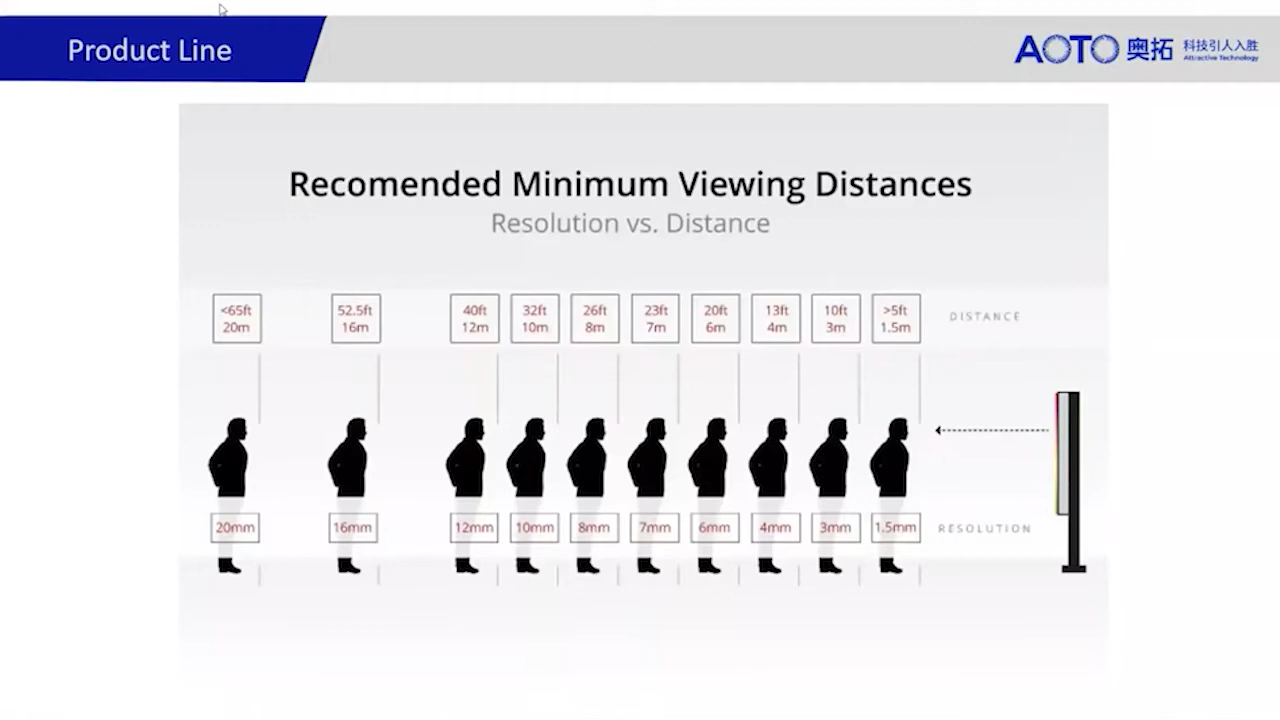 Product Line
AOTO 奥拓 科技引人入胜
Attractive Technology
Recomended Minimum Viewing Distances
Resolution vs. Distance
<65ft 52.5ft 40ft 32ft 26ft 23ft 20ft 13ft 10ft >5ft
20m 16m 12m 10m 8m 7m 6m 4m 3m 1.5m
DISTANCE
20mm 16mm 12mm 10mm 8mm 7mm 6mm 4mm 3mm 1.5mm RESOLUTION